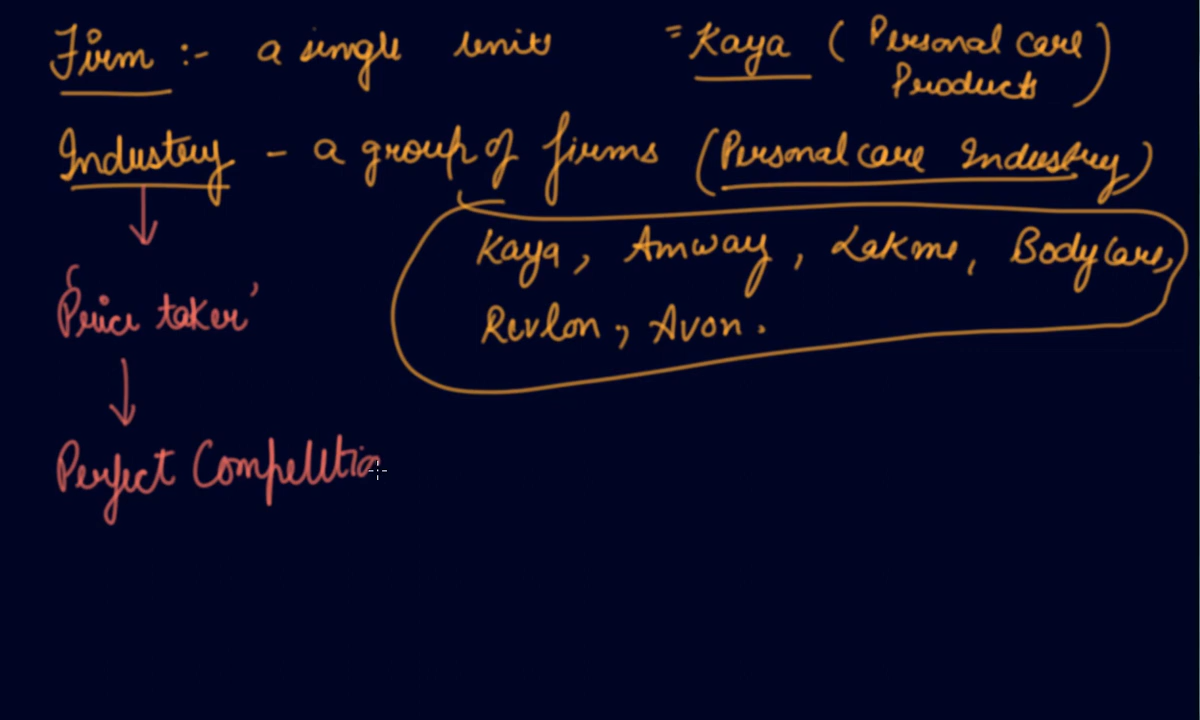 Firm :- a single unit = Kaya (Personal care Products)
Industry - a group of firms (Personal care Industry)
Kaya, Amway, Lakme, Bodycare,
Revlon, Avon.
'Price taker'
Perfect Competitio